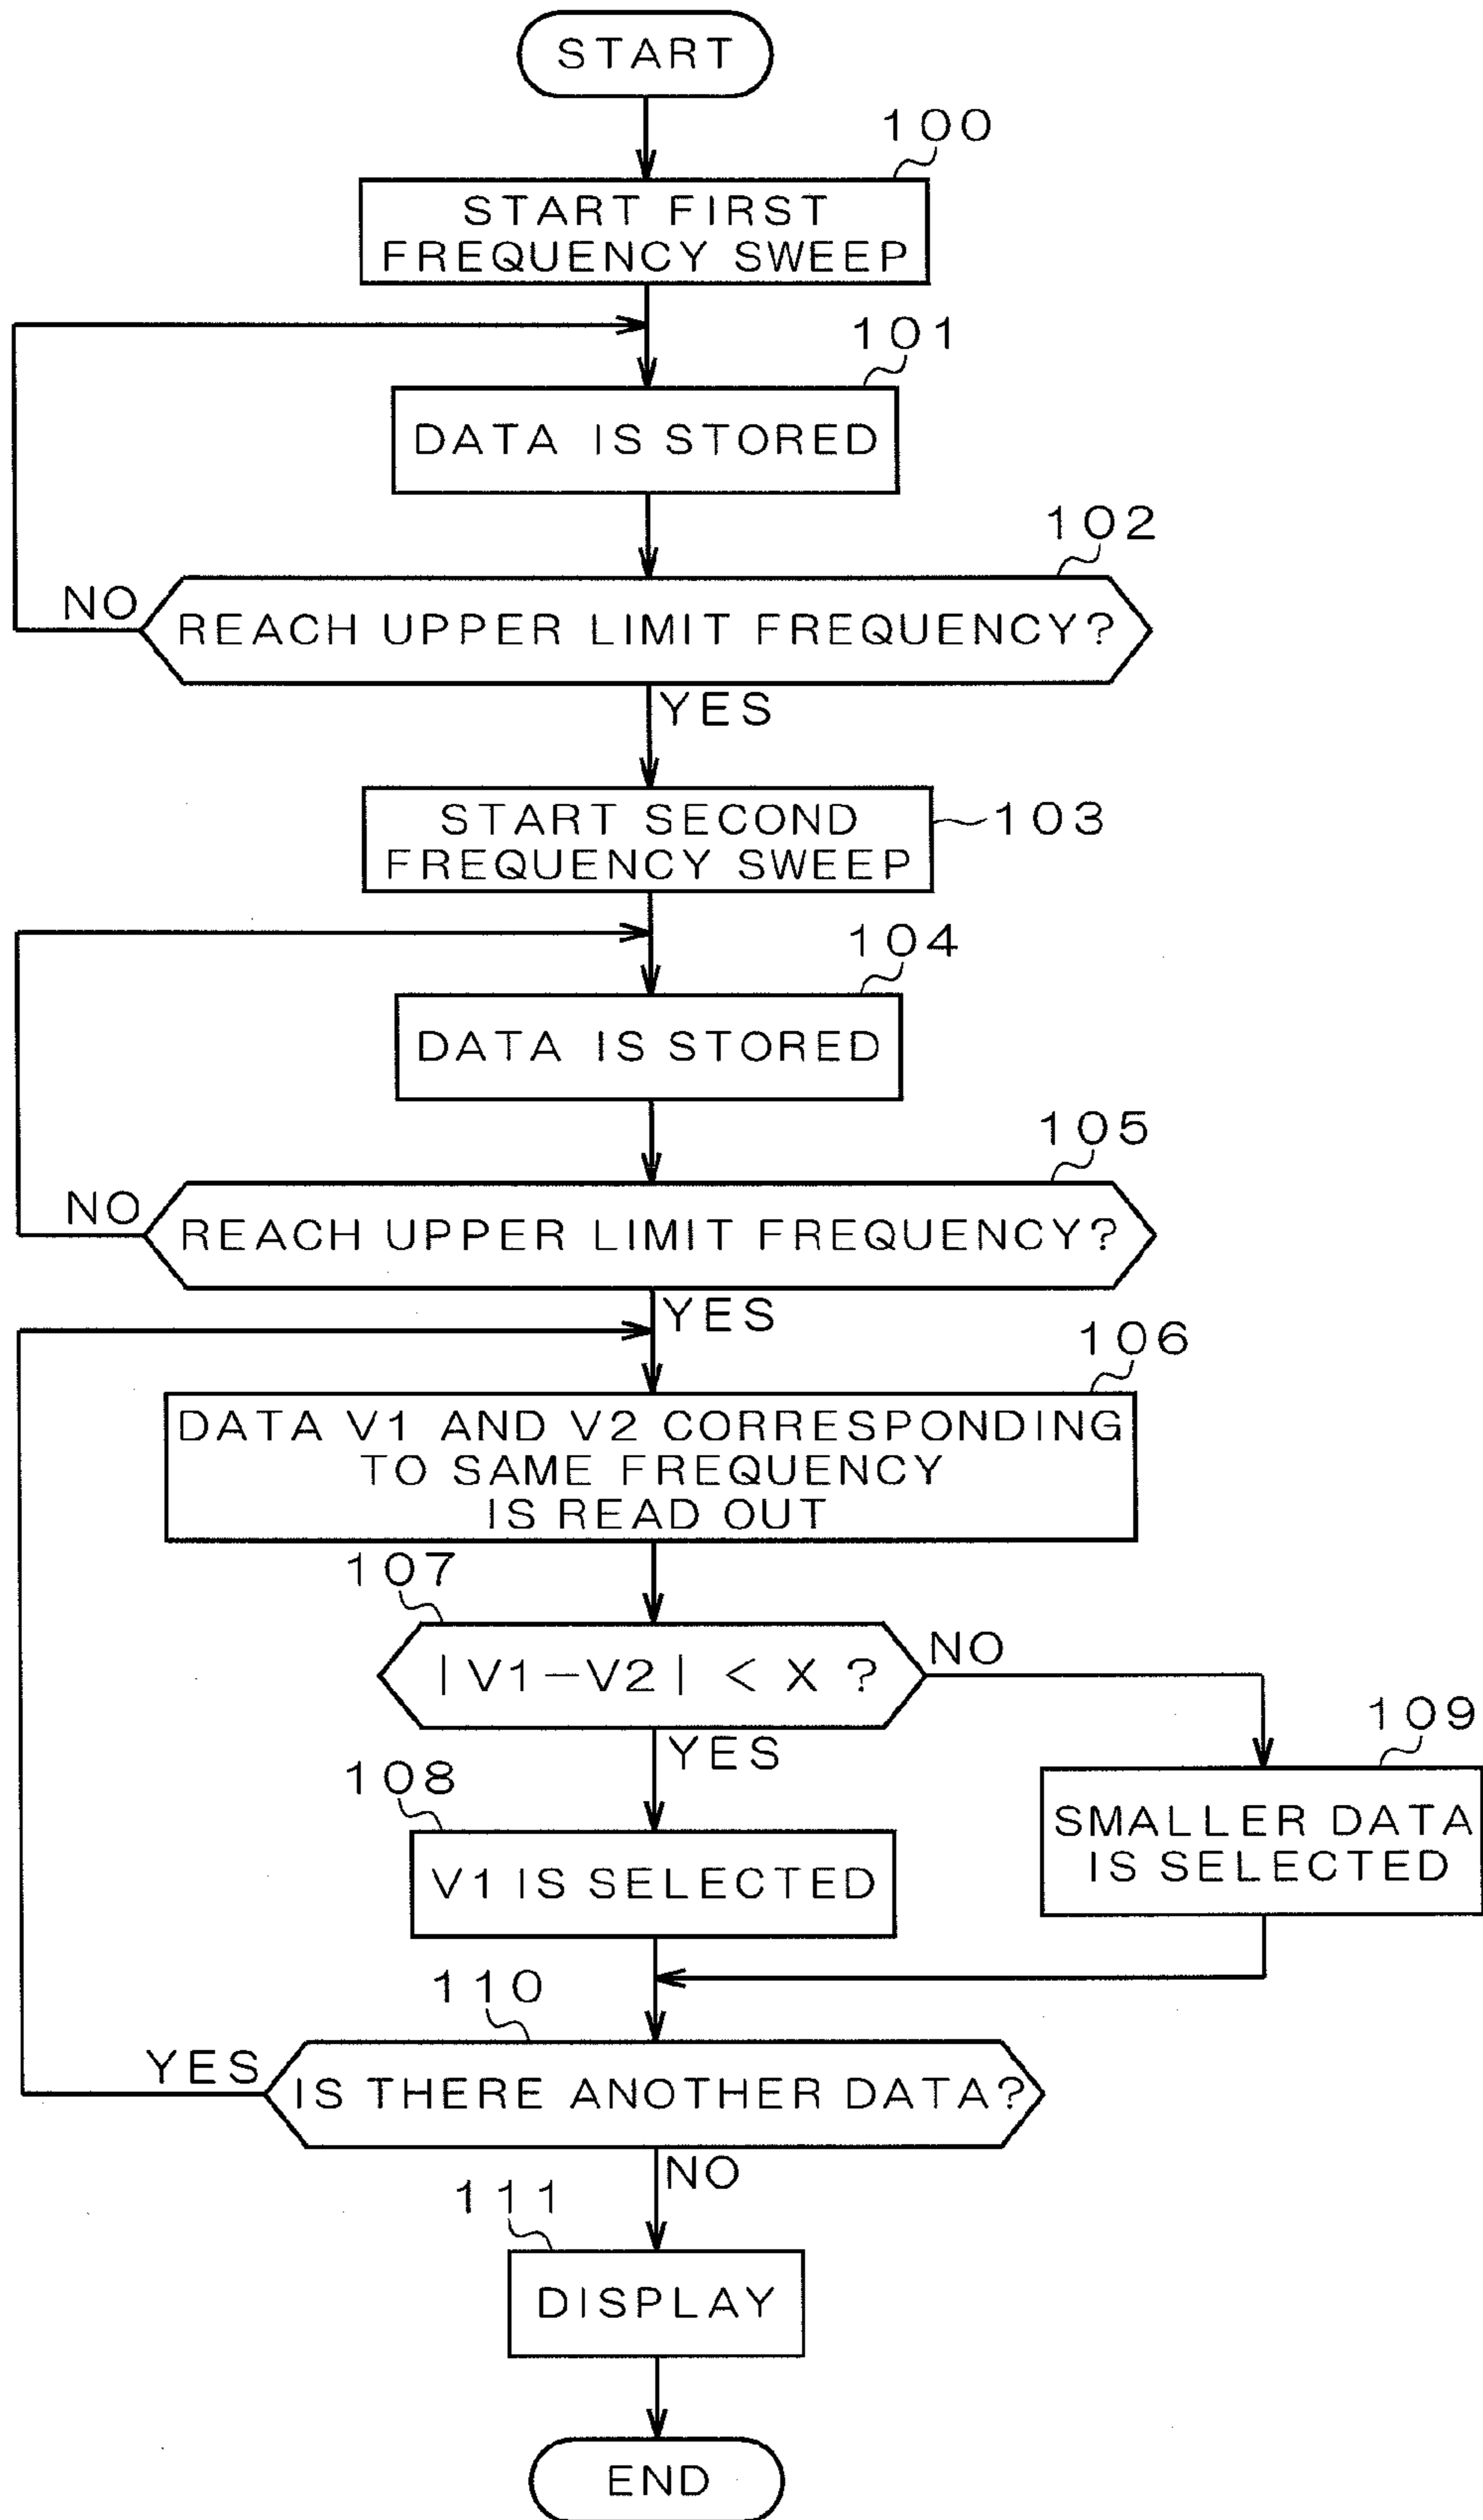 START
100
START FIRST
FREQUENCY SWEEP
101
DATA IS STORED
102
NO
REACH UPPER LIMIT FREQUENCY?
YES
START SECOND
FREQUENCY SWEEP
103
104
DATA IS STORED
105
NO
REACH UPPER LIMIT FREQUENCY?
YES
106
DATA V1 AND V2 CORRESPONDING
TO SAME FREQUENCY
IS READ OUT
107
|V1-V2| < X ?
NO
YES
109
108
SMALLER DATA
IS SELECTED
V1 IS SELECTED
110
YES
IS THERE ANOTHER DATA?
NO
111
DISPLAY
END